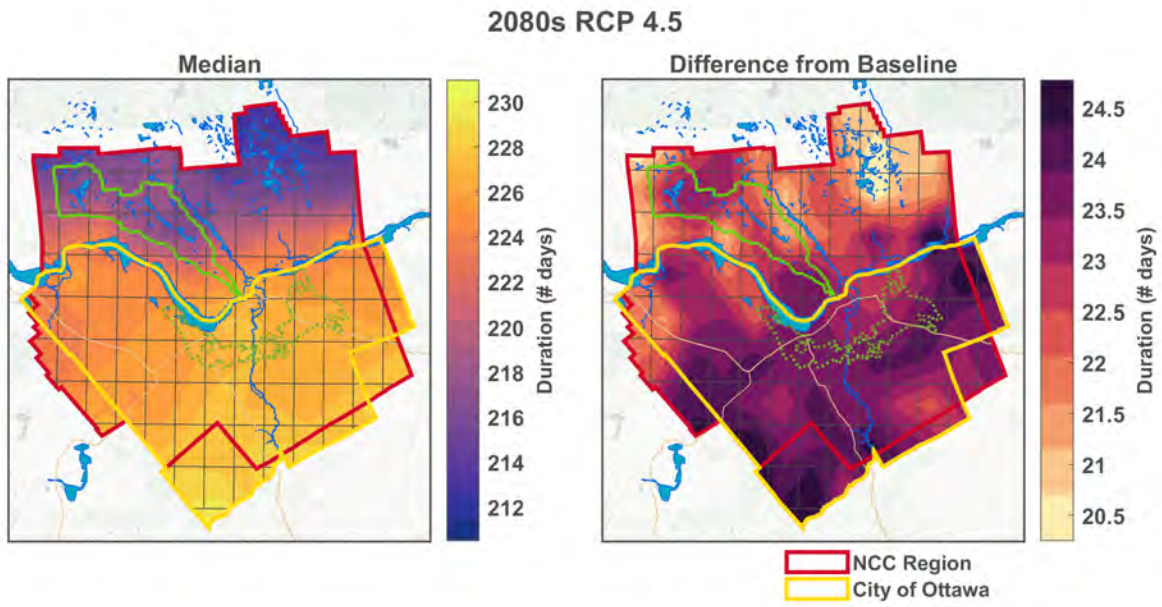 2080s RCP 4.5
Median
Difference from Baseline
230
228
226
224
222
220
218
216
214
212
Duration (# days)
24.5
24
23.5
23
22.5
22
21.5
21
20.5
Duration (# days)
NCC Region
City of Ottawa